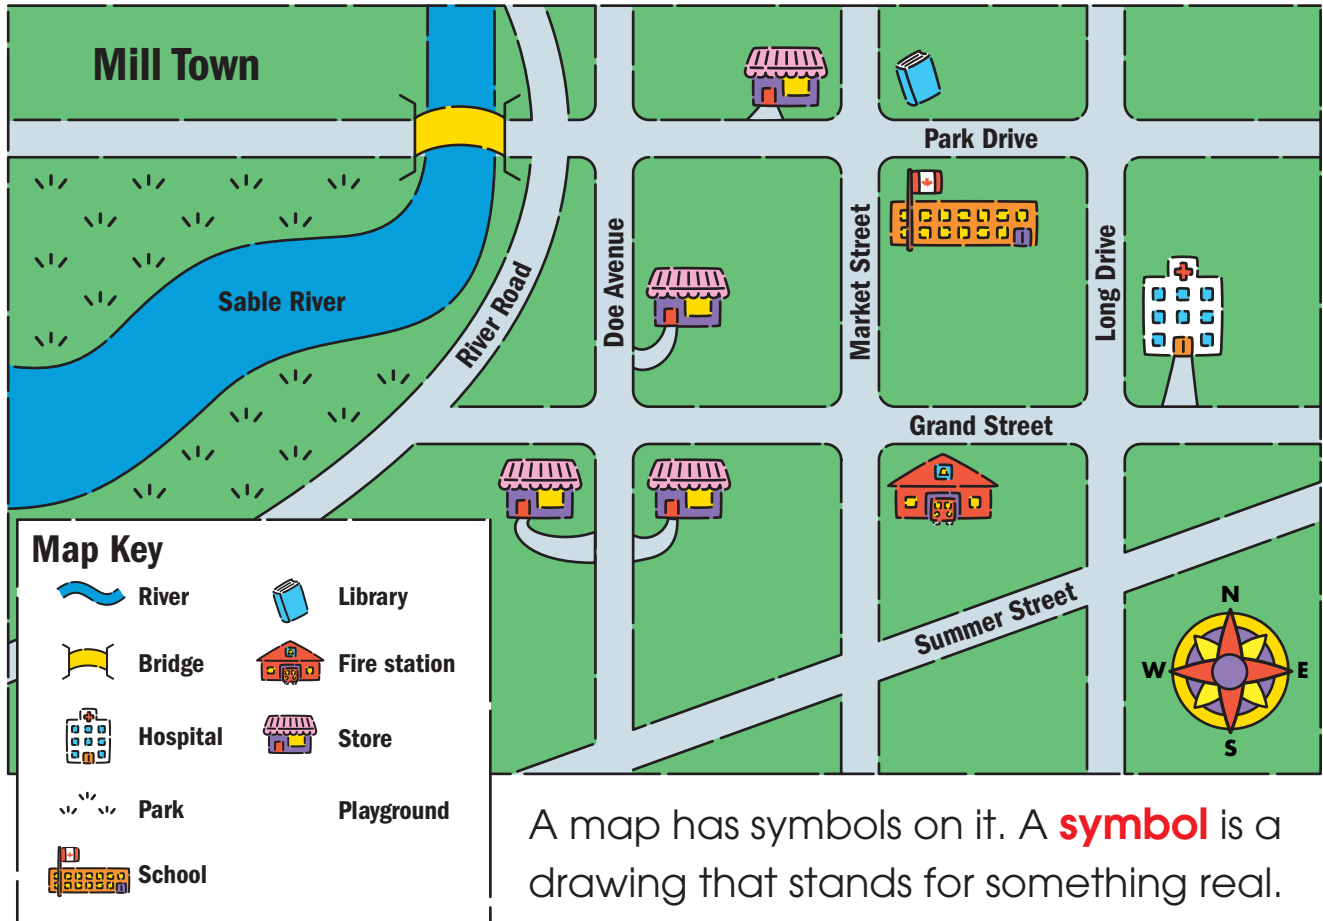 Mill Town
Park Drive
Sable River
River Road
Doe Avenue
Market Street
Long Drive
Grand Street
Summer Street
N
W E
S
Map Key
River
Library
Bridge
Fire station
Hospital
Store
Park
Playground
School
A map has symbols on it. A symbol is a
drawing that stands for something real.